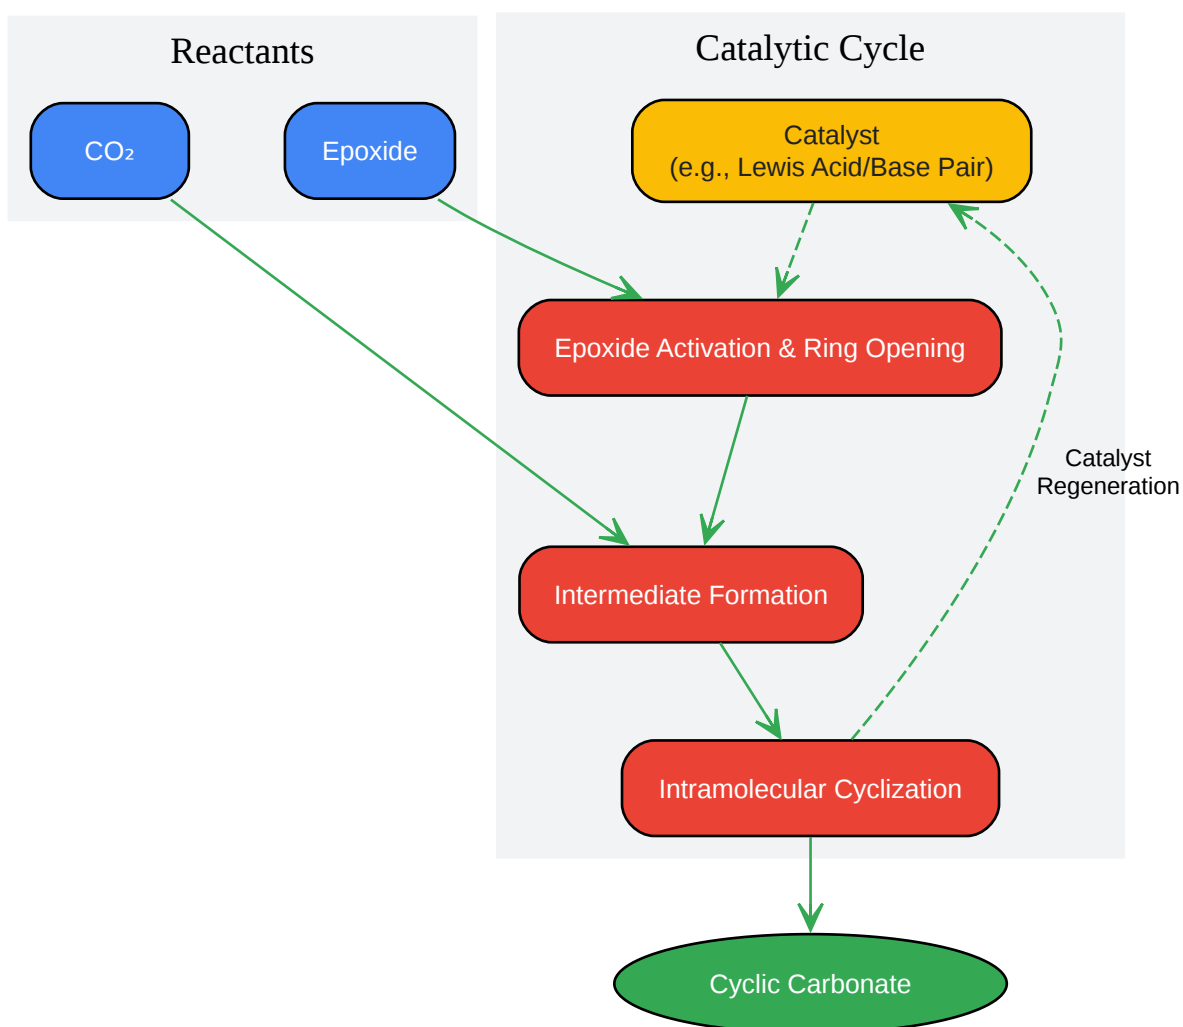 Reactants
CO₂
Epoxide
Catalytic Cycle
Catalyst
(e.g., Lewis Acid/Base Pair)
Epoxide Activation & Ring Opening
Catalyst
Regeneration
Intermediate Formation
Intramolecular Cyclization
Cyclic Carbonate